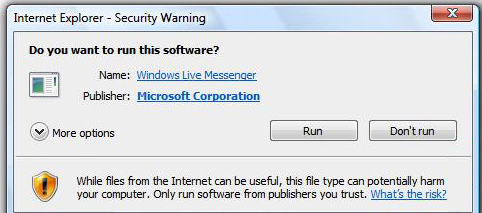 Internet Explorer - Security Warning
Do you want to run this software?
Name: Windows Live Messenger
Publisher: Microsoft Corporation
More options Run Don't run
While files from the Internet can be useful, this file type can potentially harm
your computer. Only run software from publishers you trust. What's the risk?